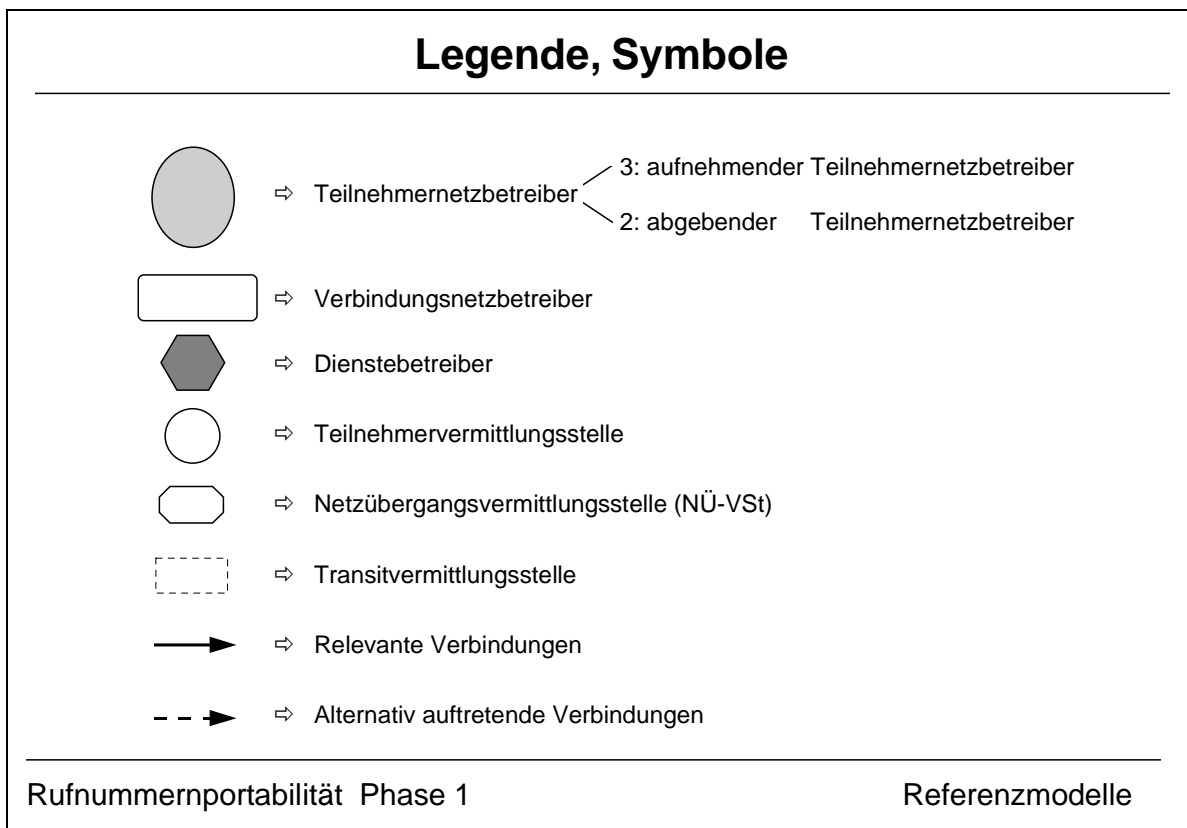 Legende, Symbole
⇨ Teilnehmernetzbetreiber
3: aufnehmender Teilnehmernetzbetreiber
2: abgebender Teilnehmernetzbetreiber
⇨ Verbindungsnetzbetreiber
⇨ Dienstebetreiber
⇨ Teilnehmervermittlungsstelle
⇨ Netzübergangsvermittlungsstelle (NÜ-VSt)
⇨ Transitvermittlungsstelle
⇨ Relevante Verbindungen
⇨ Alternativ auftretende Verbindungen
Rufnummernportabilität Phase 1
Referenzmodelle